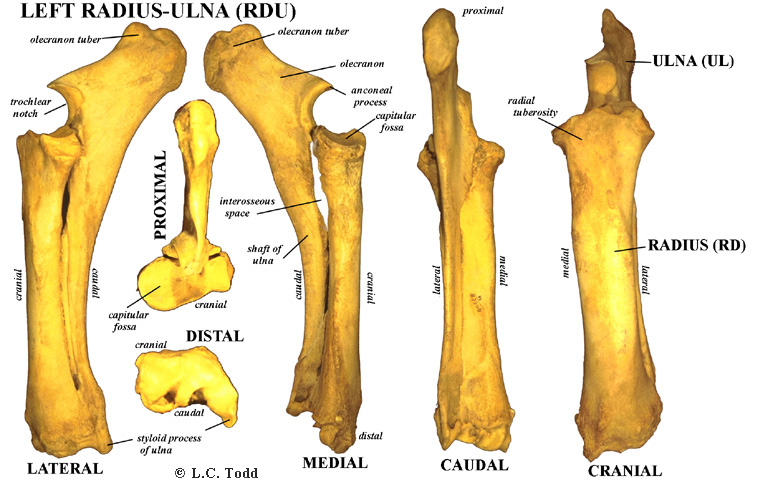 LEFT RADIUS-ULNA (RDU)
olecranon tuber
olecranon tuber
proximal
olecranon
ULNA (UL)
anconeal
process
trochlear
notch
radial
tuberosity
capitular
fossa
PROXIMAL
interosseous
space
shaft of
ulna
RADIUS (RD)
cranial
caudal
caudal
cranial
lateral
medial
medial
lateral
cranial
capitular
fossa
DISTAL
cranial
caudal
styloid process
of ulna
distal
LATERAL
MEDIAL
CAUDAL
CRANIAL
© L.C. Todd